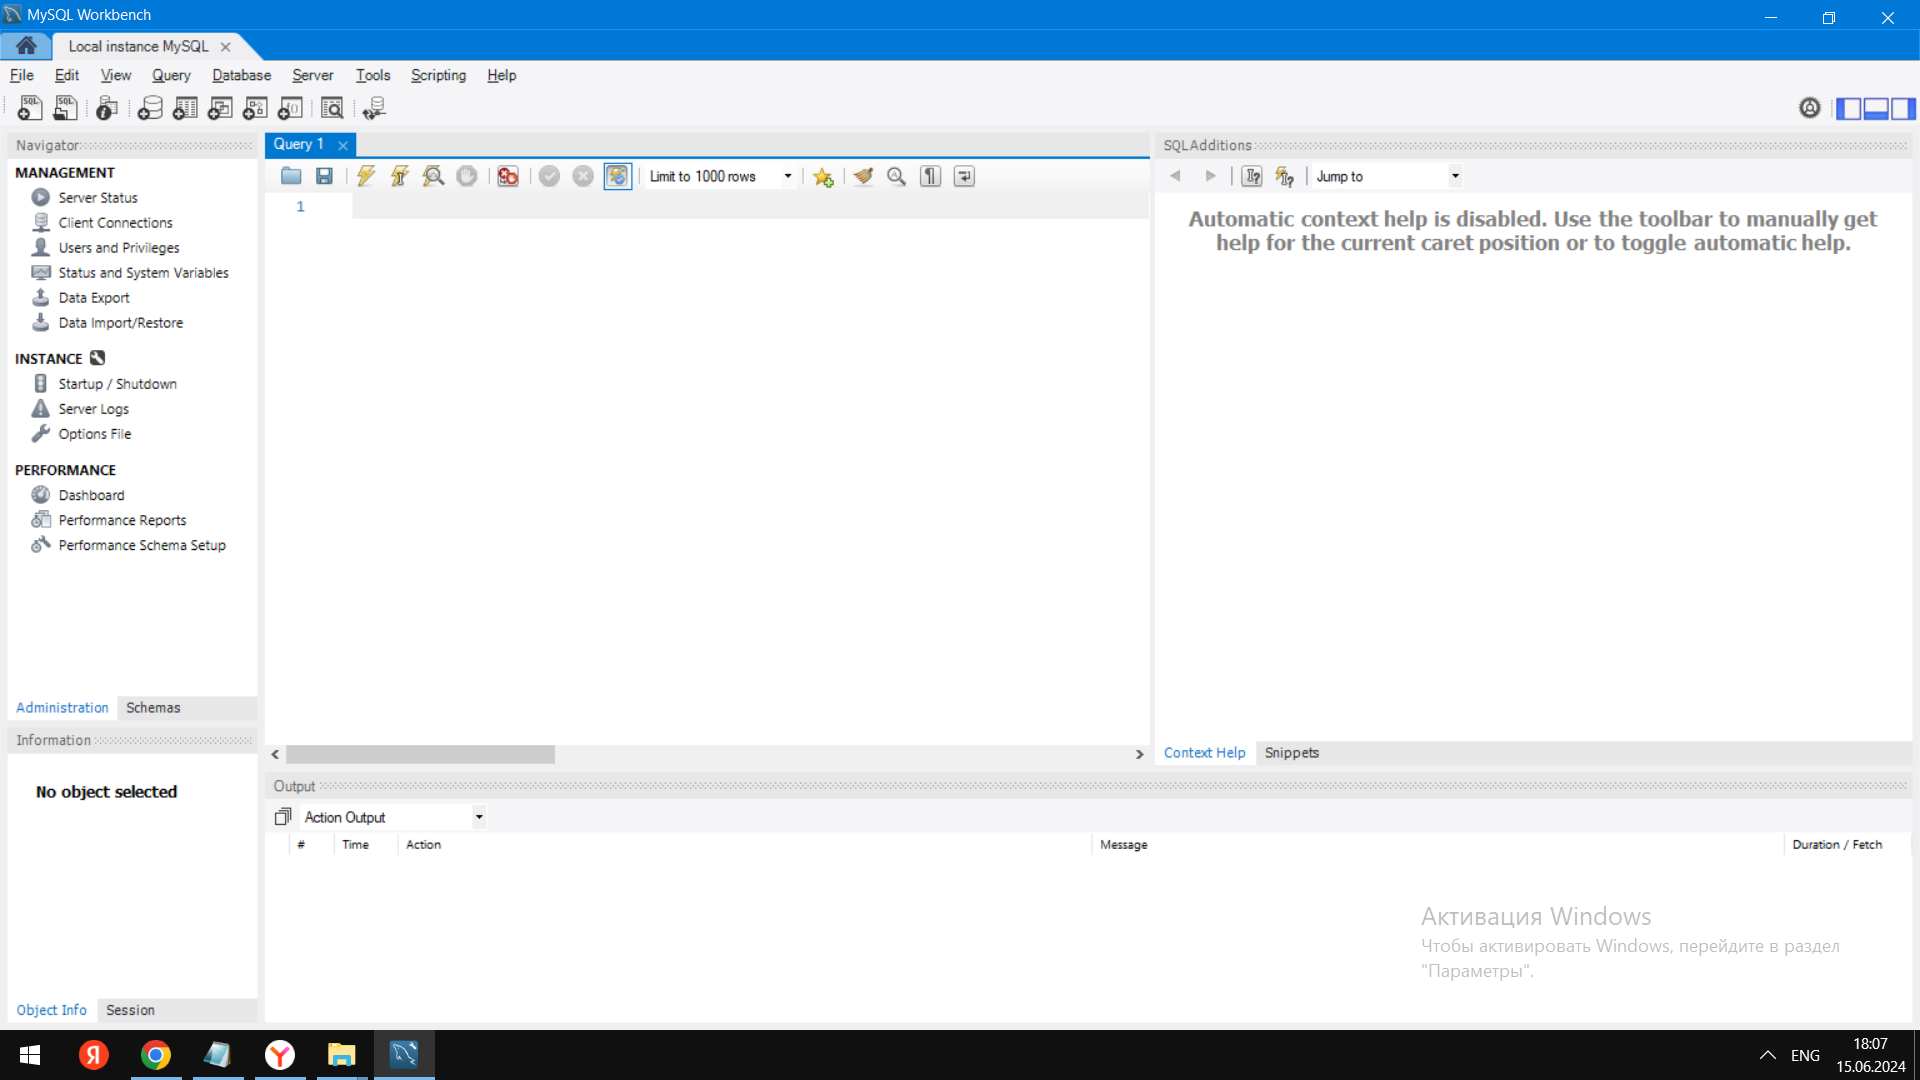 MySQL Workbench
Local instance MySQL
File Edit View Query Database Server Tools Scripting Help
Navigator
MANAGEMENT
Server Status
Client Connections
Users and Privileges
Status and System Variables
Data Export
Data Import/Restore
INSTANCE
Startup / Shutdown
Server Logs
Options File
PERFORMANCE
Dashboard
Performance Reports
Performance Schema Setup
Administration Schemas
Information
No object selected
Object Info Session
Query 1
Limit to 1000 rows
1
SQLAdditions
Jump to
Automatic context help is disabled. Use the toolbar to manually get
help for the current caret position or to toggle automatic help.
Context Help Snippets
Output
Action Output
# Time Action Message Duration / Fetch
Активация Windows
Чтобы активировать Windows, перейдите в раздел
"Параметры".
ENG
18:07
15.06.2024